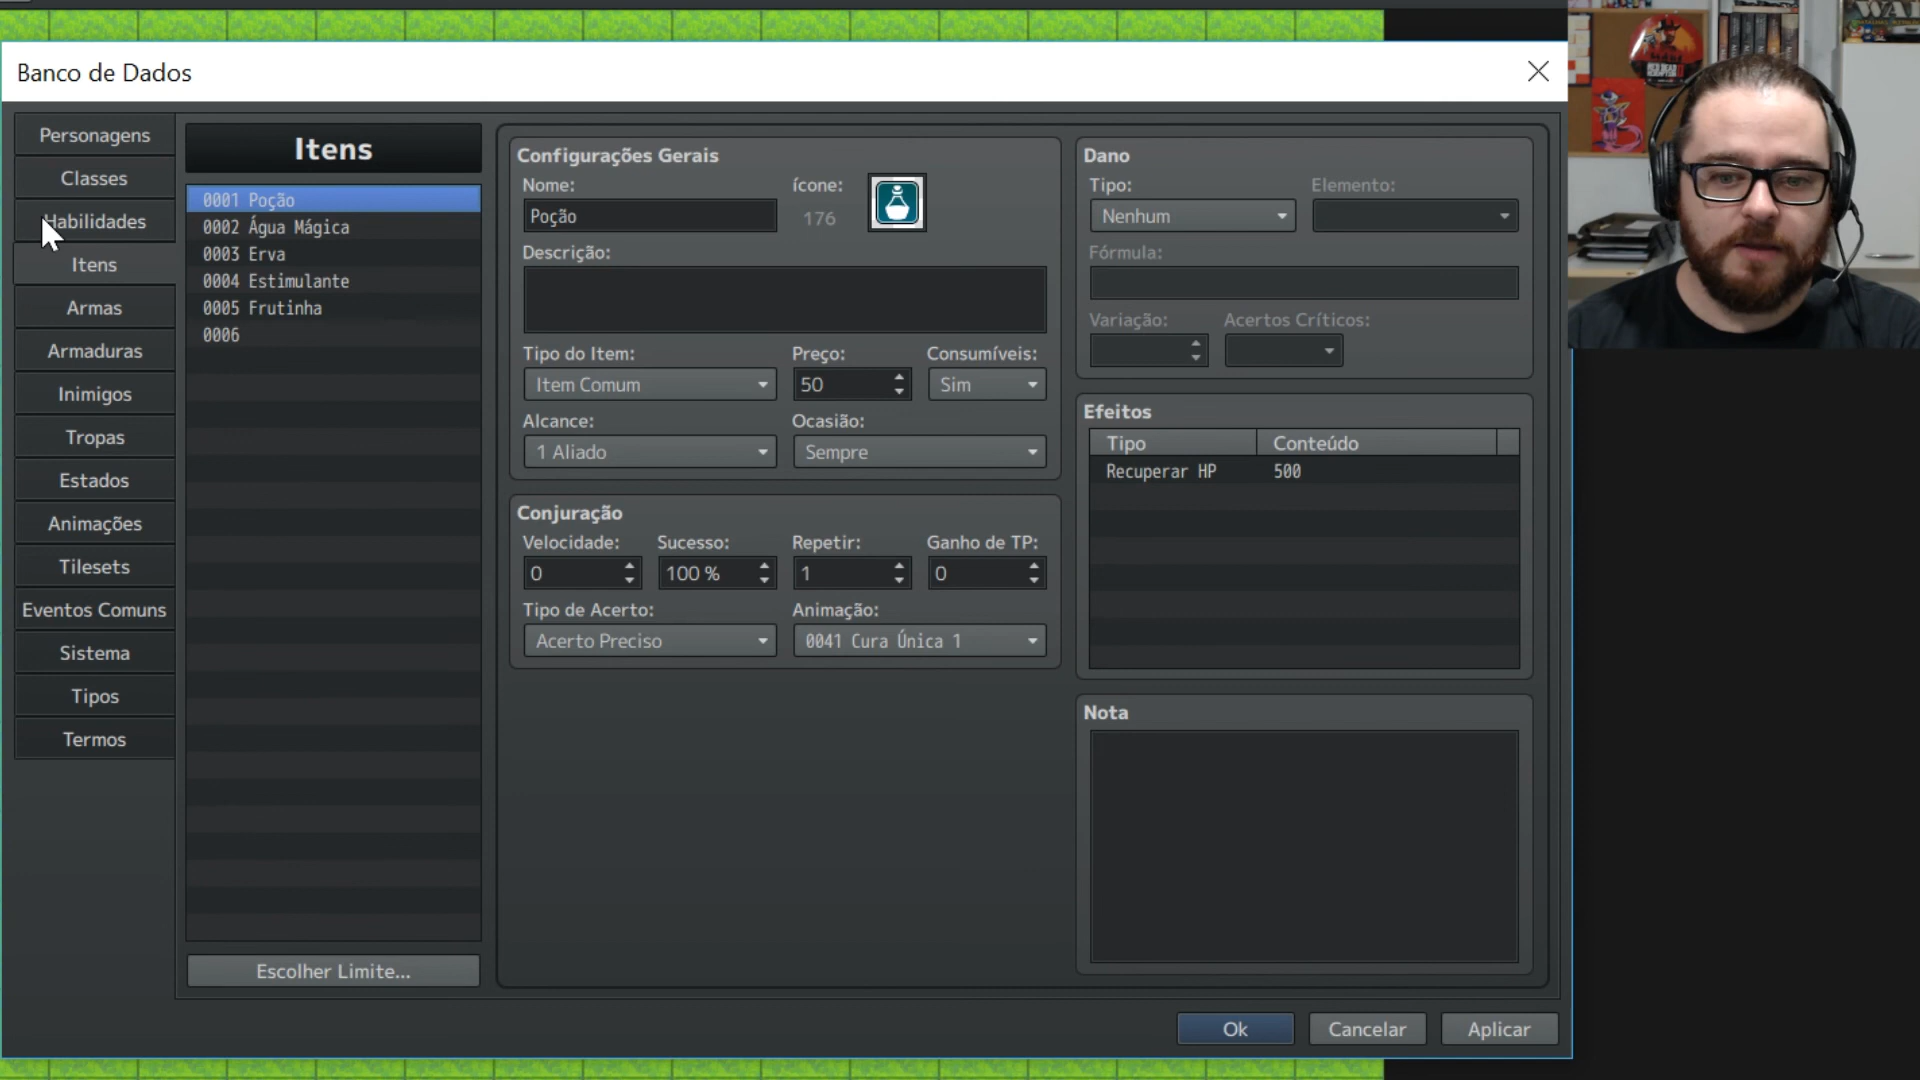 Banco de Dados
Personagens
Classes
Habilidades
Itens
Armas
Armaduras
Inimigos
Tropas
Estados
Animações
Tilesets
Eventos Comuns
Sistema
Tipos
Termos
Itens
0001 Poção
0002 Água Mágica
0003 Erva
0004 Estimulante
0005 Frutinha
0006
Escolher Limite...
Configurações Gerais
Nome: ícone:
Poção 176
Descrição:
Tipo do Item: Preço: Consumíveis:
Item Comum 50 Sim
Alcance: Ocasião:
1 Aliado Sempre
Conjuração
Velocidade: Sucesso: Repetir: Ganho de TP:
0 100 % 1 0
Tipo de Acerto: Animação:
Acerto Preciso 0041 Cura Única 1
Dano
Tipo: Elemento:
Nenhum
Fórmula:
Variação: Acertos Críticos:
Efeitos
Tipo Conteúdo
Recuperar HP 500
Nota
Ok Cancelar Aplicar